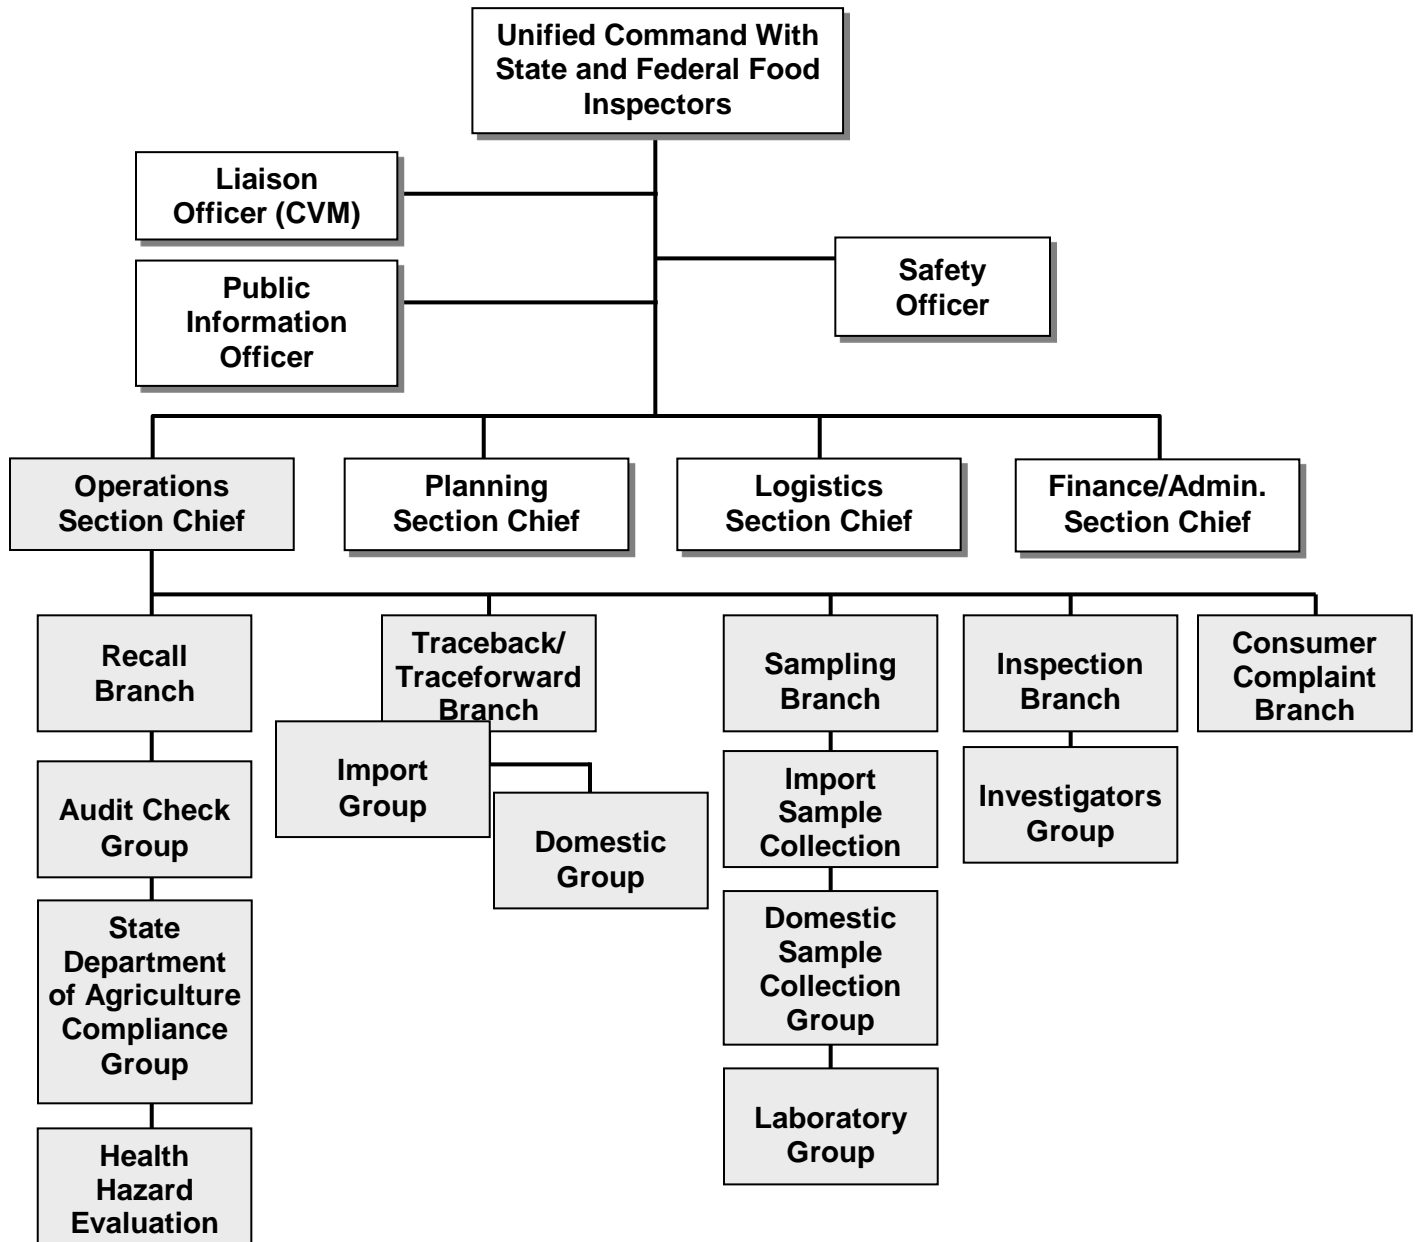 Unified Command With
State and Federal Food
Inspectors
Liaison
Officer (CVM)
Public
Information
Officer
Safety
Officer
Operations
Section Chief
Planning
Section Chief
Logistics
Section Chief
Finance/Admin.
Section Chief
Recall
Branch
Traceback/
Traceforward
Branch
Sampling
Branch
Inspection
Branch
Consumer
Complaint
Branch
Audit Check
Group
Import
Group
Domestic
Group
Import
Sample
Collection
Investigators
Group
State
Department
of Agriculture
Compliance
Group
Domestic
Sample
Collection
Group
Health
Hazard
Evaluation
Laboratory
Group